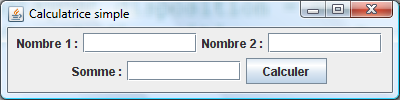 Calculatrice simple
Nombre 1 : Nombre 2 :
Somme : Calculer